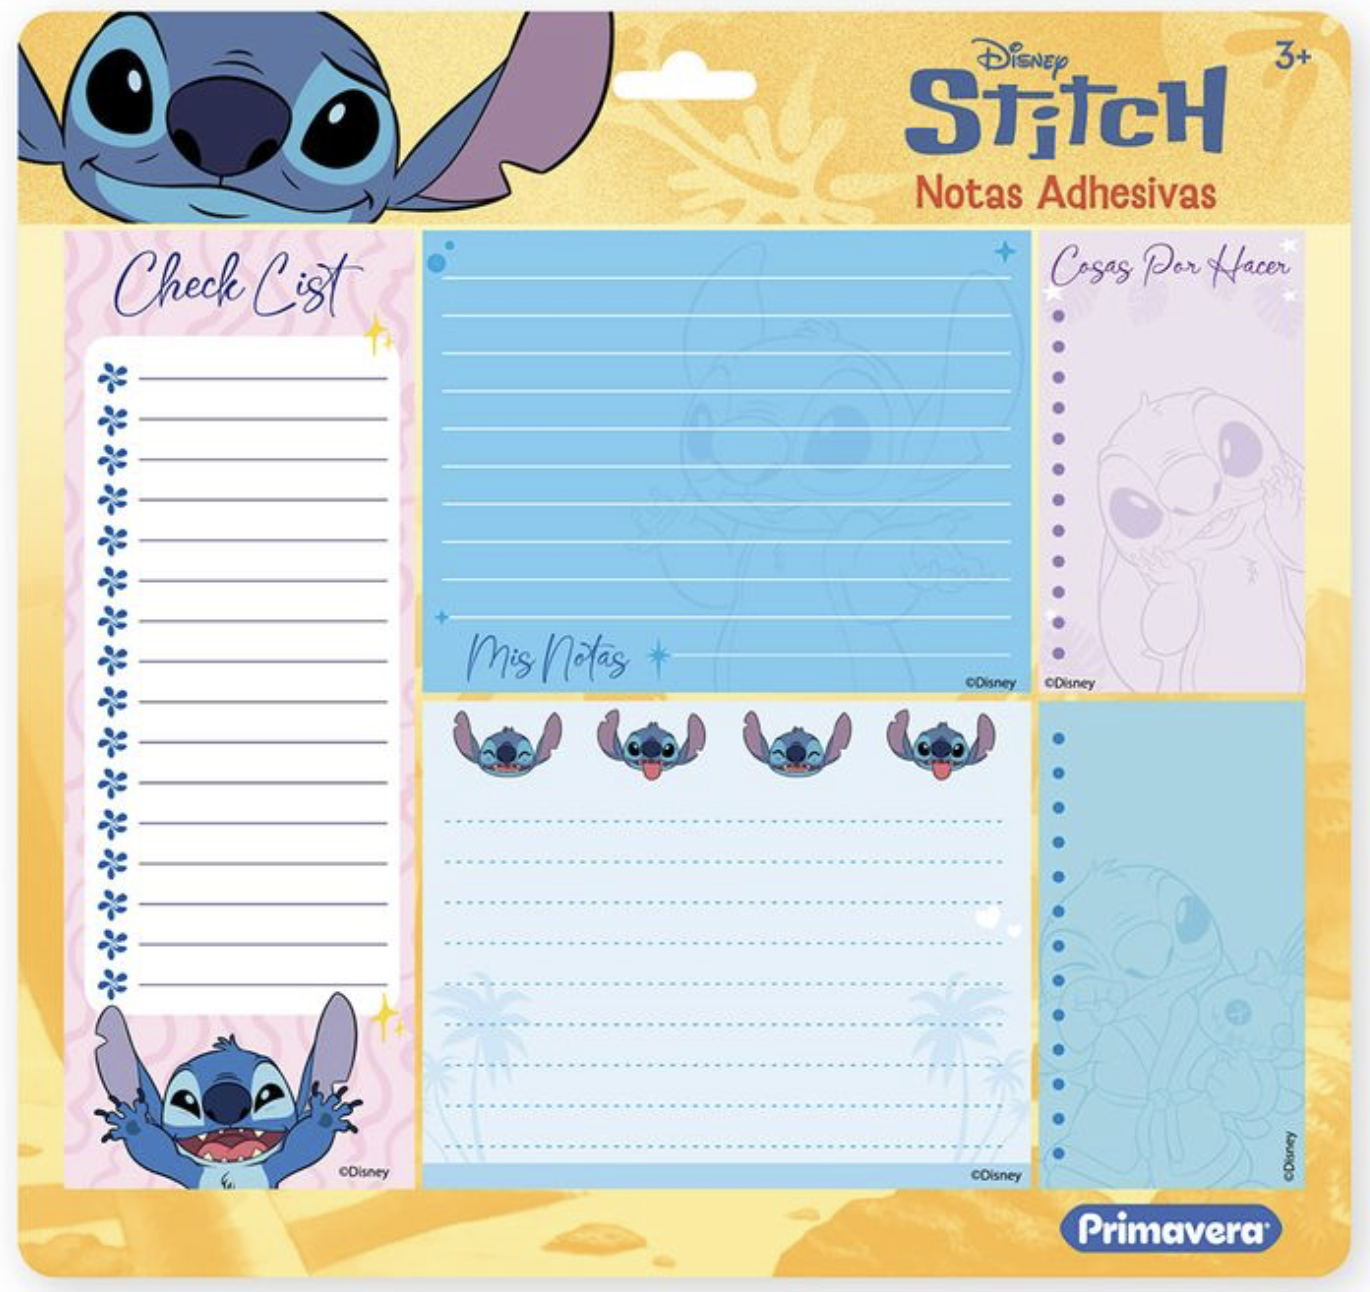 Disney
3+
Stitch
Notas Adhesivas
Check List
©Disney
Mis Notas
©Disney
Cosas Por Hacer
©Disney
©Disney
©Disney
Primavera